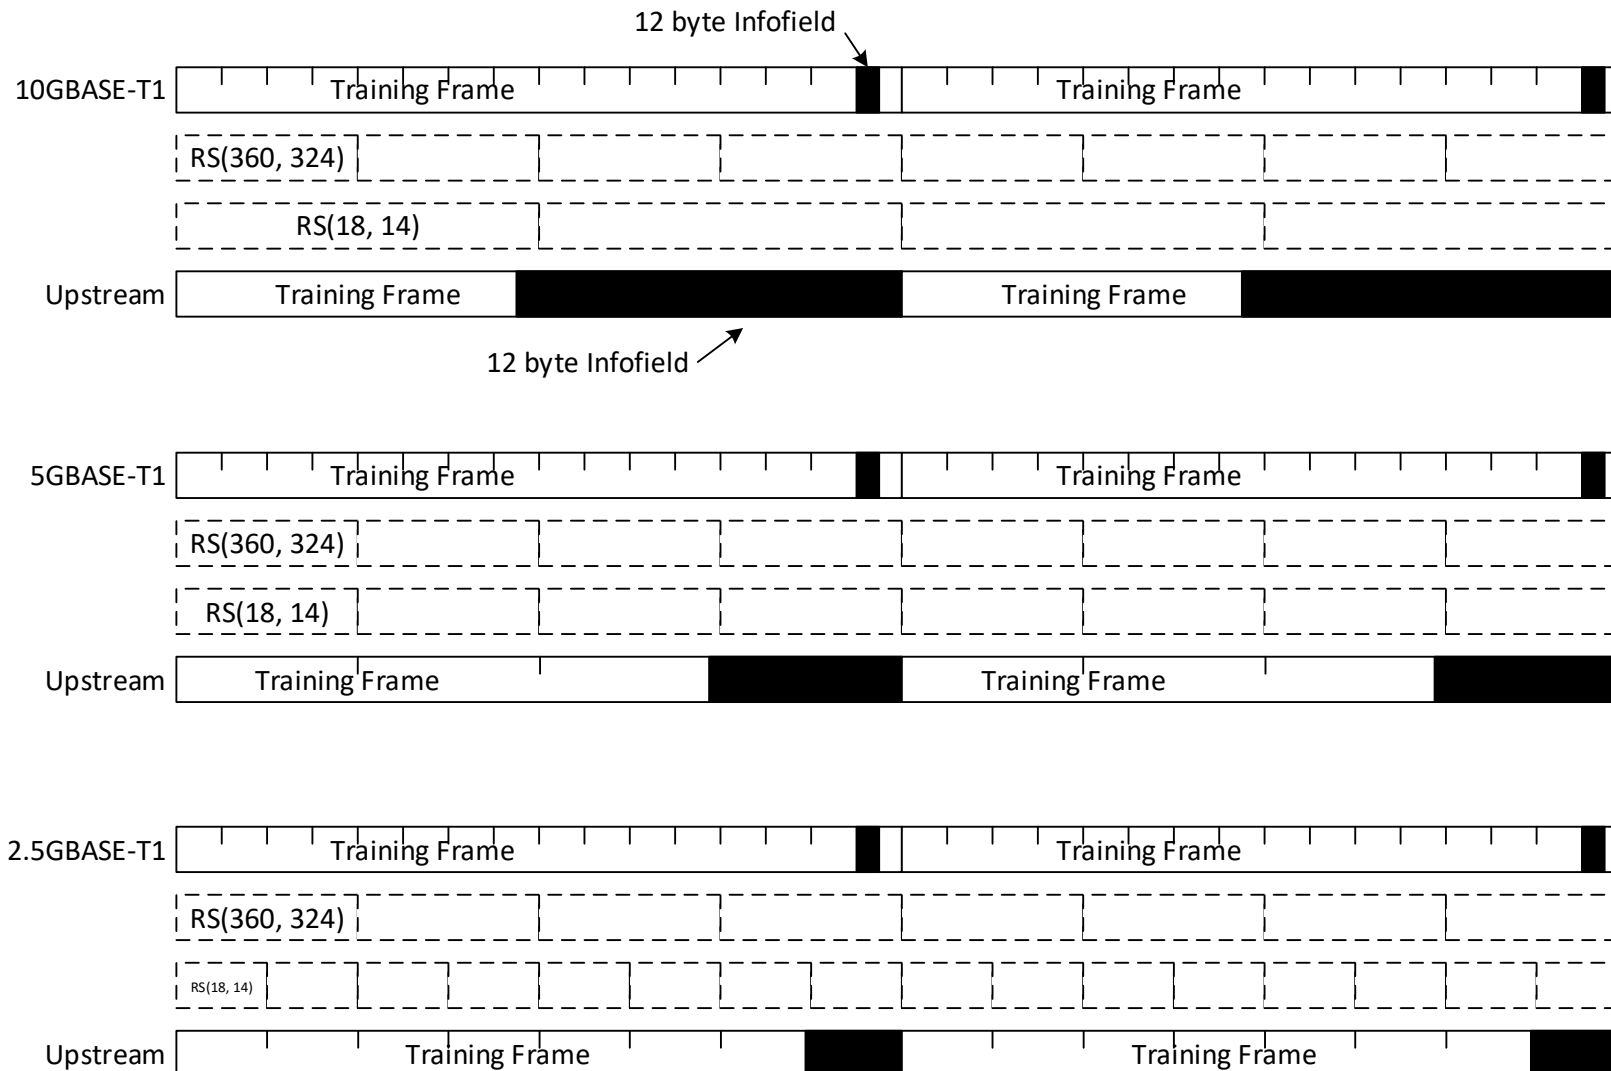 12 byte Infofield
10GBASE-T1 Training Frame Training Frame
RS(360, 324)
RS(18, 14)
Upstream Training Frame Training Frame
12 byte Infofield
5GBASE-T1 Training Frame Training Frame
RS(360, 324)
RS(18, 14)
Upstream Training Frame Training Frame
2.5GBASE-T1 Training Frame Training Frame
RS(360, 324)
RS(18, 14)
Upstream Training Frame Training Frame